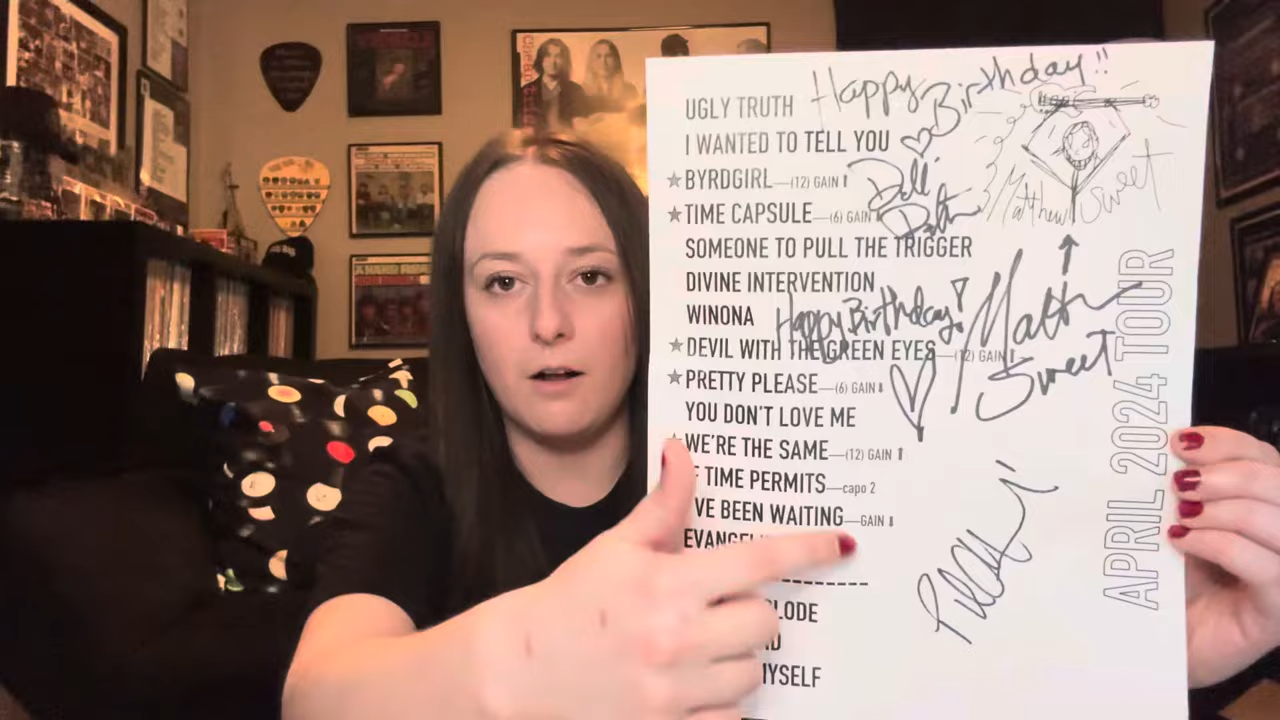 Happy Birthday!!
UGLY TRUTH
I WANTED TO TELL YOU
★BYRDGIRL—(12) GAIN⬆
★TIME CAPSULE—(6) GAIN
Matthew Sweet
SOMEONE TO PULL THE TRIGGER
DIVINE INTERVENTION
WINONA
Happy Birthday!
Matthew Sweet
★DEVIL WITH THE GREEN EYES—(12) GAIN⬆
★PRETTY PLEASE—(6) GAIN⬇
YOU DON'T LOVE ME
WE'RE THE SAME—(12) GAIN ⬆
TIME PERMITS—capo 2
VE BEEN WAITING—GAIN⬇
EVANGELI
LODE
MYSELF
APRIL 2024 TOUR
A HARD